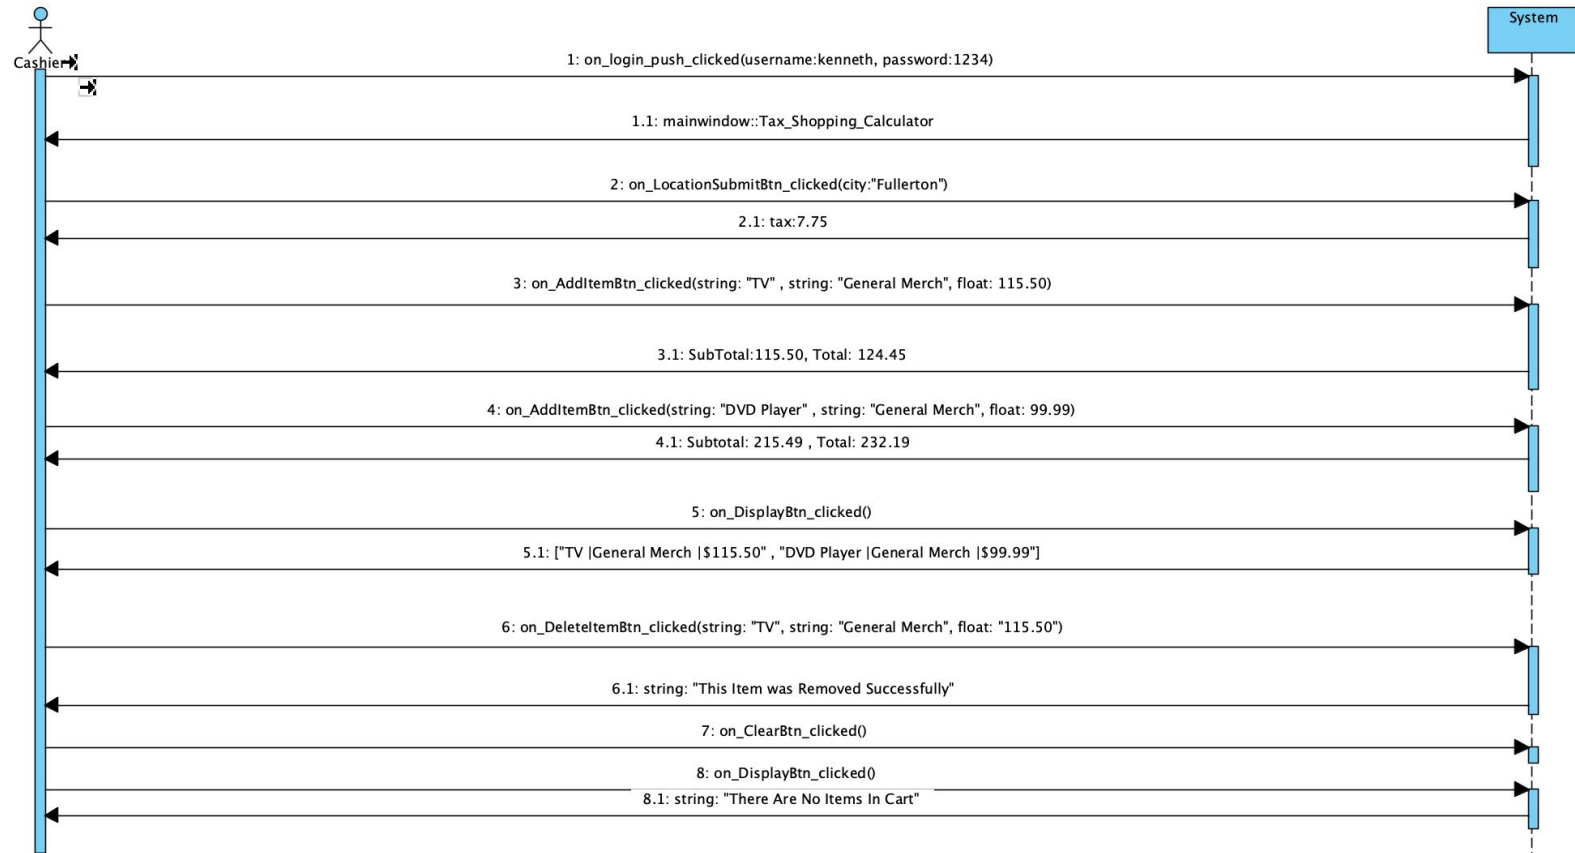 System
Cashier
1: on_login_push_clicked(username:kenneth, password:1234)
1.1: mainwindow::Tax_Shopping_Calculator
2: on_LocationSubmitBtn_clicked(city:"Fullerton")
2.1: tax:7.75
3: on_AddItemBtn_clicked(string: "TV" , string: "General Merch", float: 115.50)
3.1: SubTotal:115.50, Total: 124.45
4: on_AddItemBtn_clicked(string: "DVD Player" , string: "General Merch", float: 99.99)
4.1: Subtotal: 215.49 , Total: 232.19
5: on_DisplayBtn_clicked()
5.1: ["TV |General Merch |$115.50" , "DVD Player |General Merch |$99.99"]
6: on_DeleteItemBtn_clicked(string: "TV", string: "General Merch", float: "115.50")
6.1: string: "This Item was Removed Successfully"
7: on_ClearBtn_clicked()
8: on_DisplayBtn_clicked()
8.1: string: "There Are No Items In Cart"